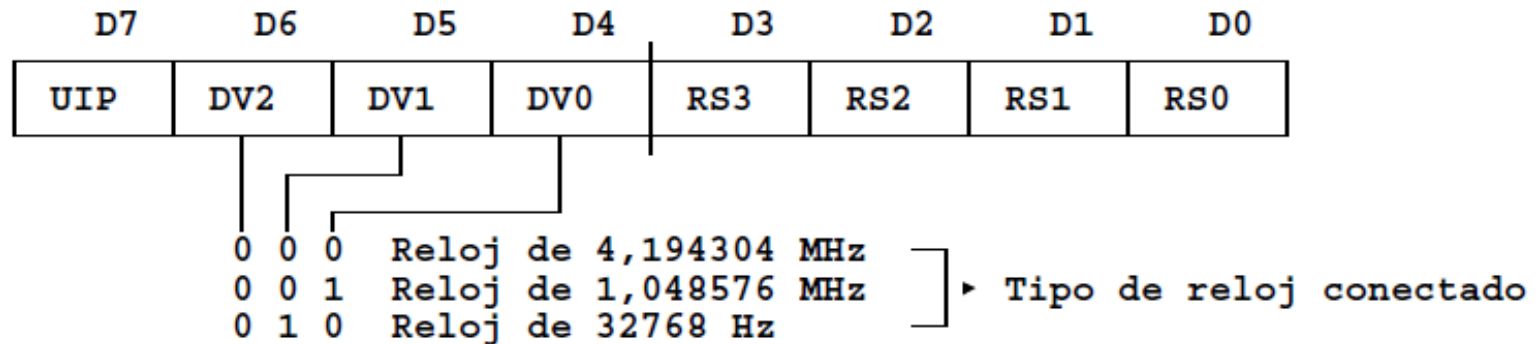 D7 D6 D5 D4 D3 D2 D1 D0
UIP DV2 DV1 DV0 RS3 RS2 RS1 RS0
0 0 0 Reloj de 4,194304 MHz
0 0 1 Reloj de 1,048576 MHz Tipo de reloj conectado
0 1 0 Reloj de 32768 Hz